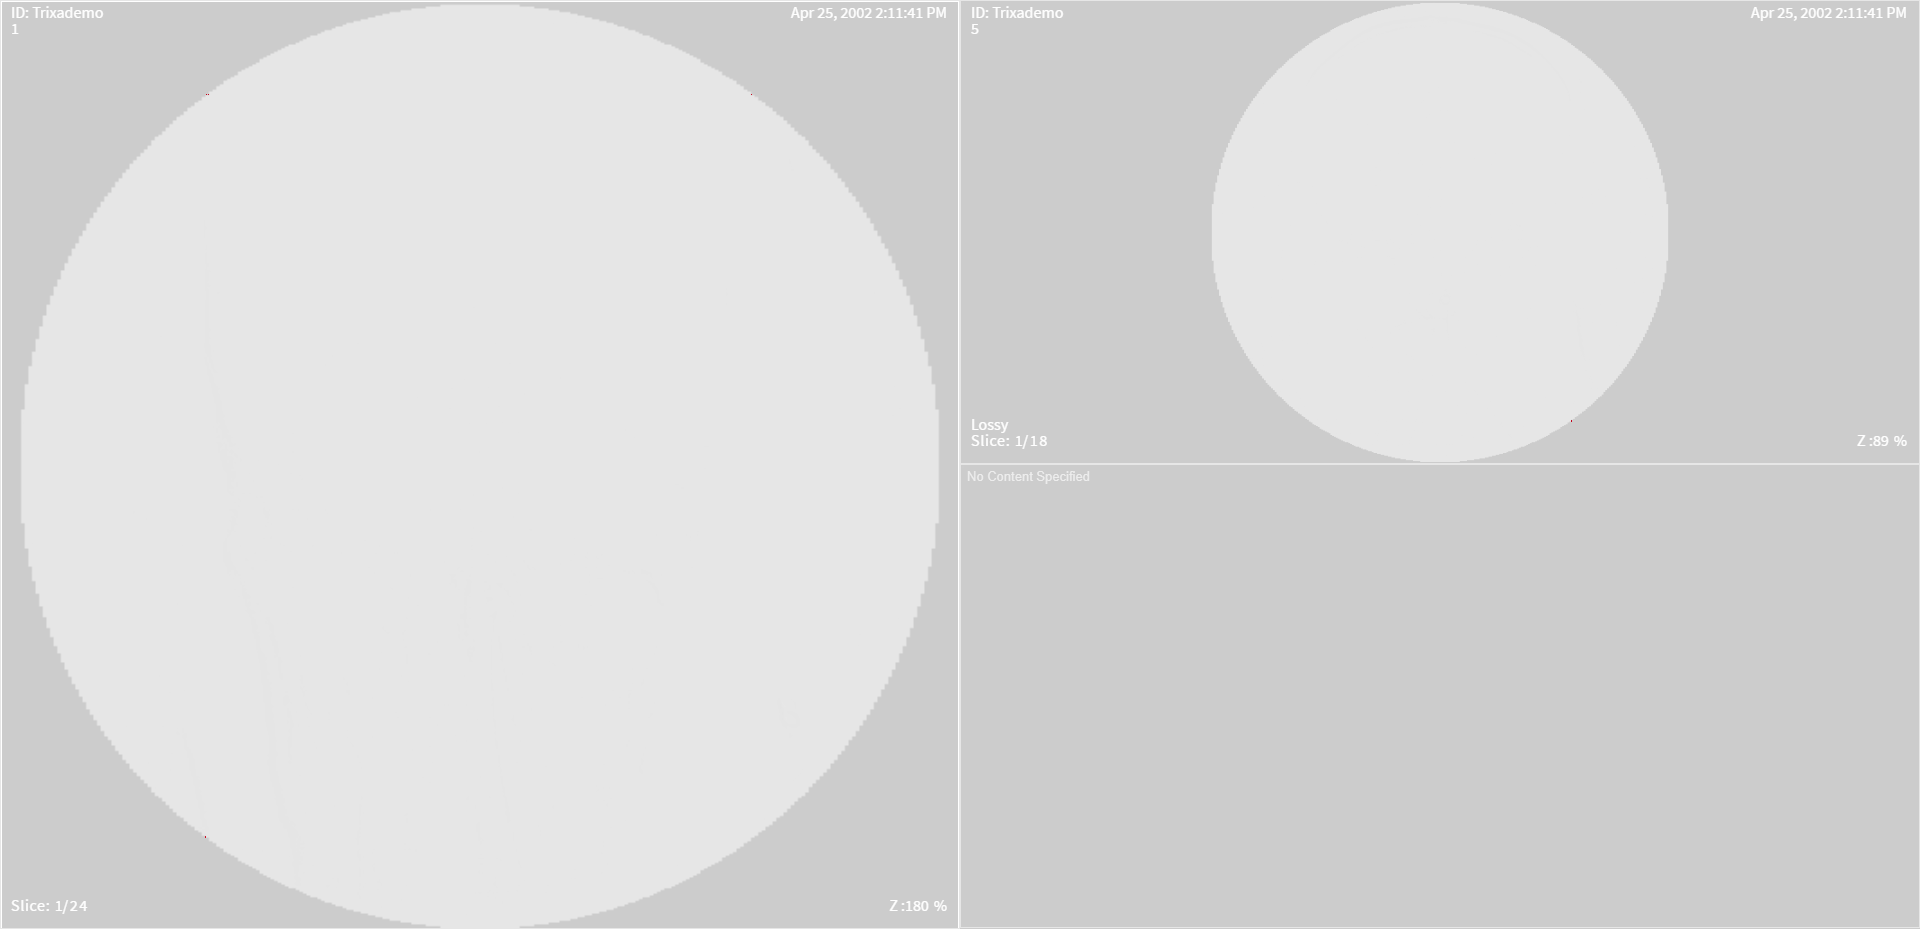 ID: Trixademo
1
Apr 25, 2002 2:11:41 PM
Slice: 1/24
Z :180 %
ID: Trixademo
5
Apr 25, 2002 2:11:41 PM
Lossy
Slice: 1/18
Z :89 %
No Content Specified